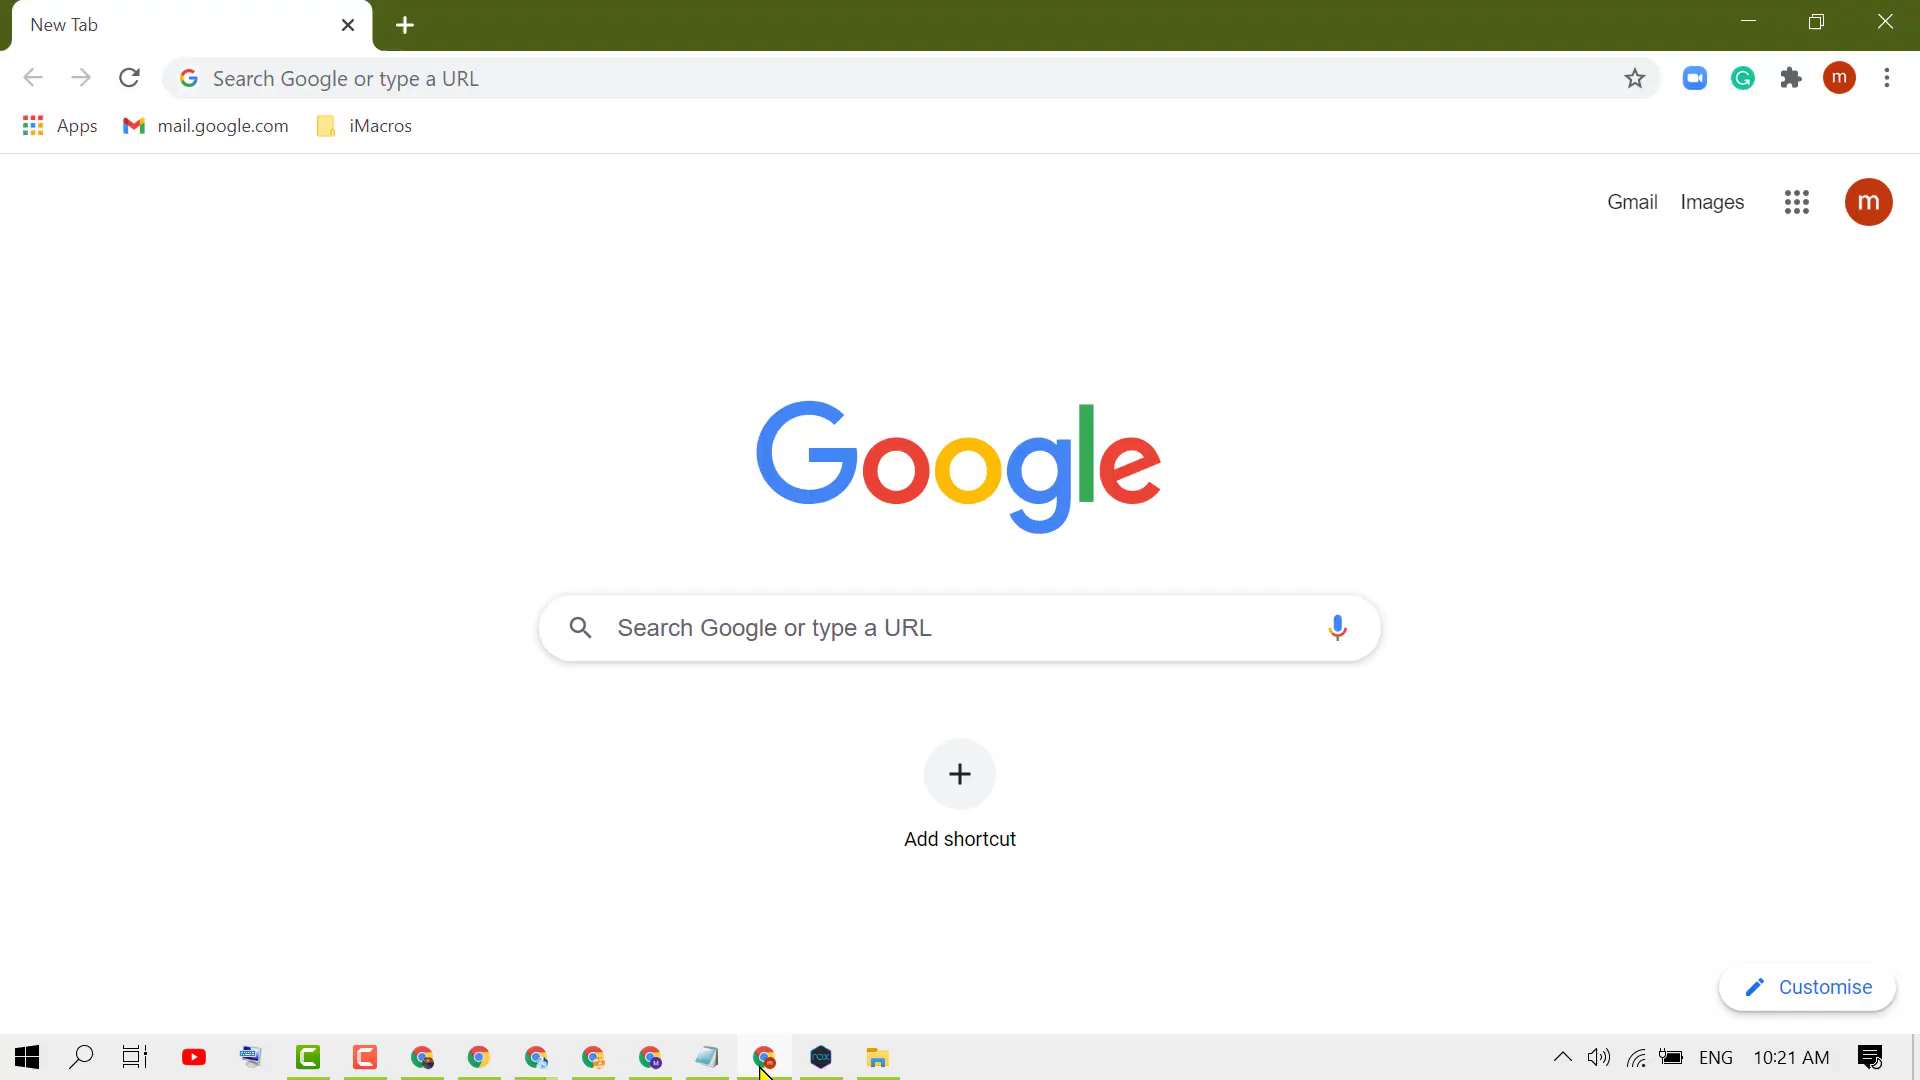 New Tab
Search Google or type a URL
m
Apps
mail.google.com
iMacros
Gmail
Images
m
Google
Search Google or type a URL
Add shortcut
Customise
nox
ENG
10:21 AM